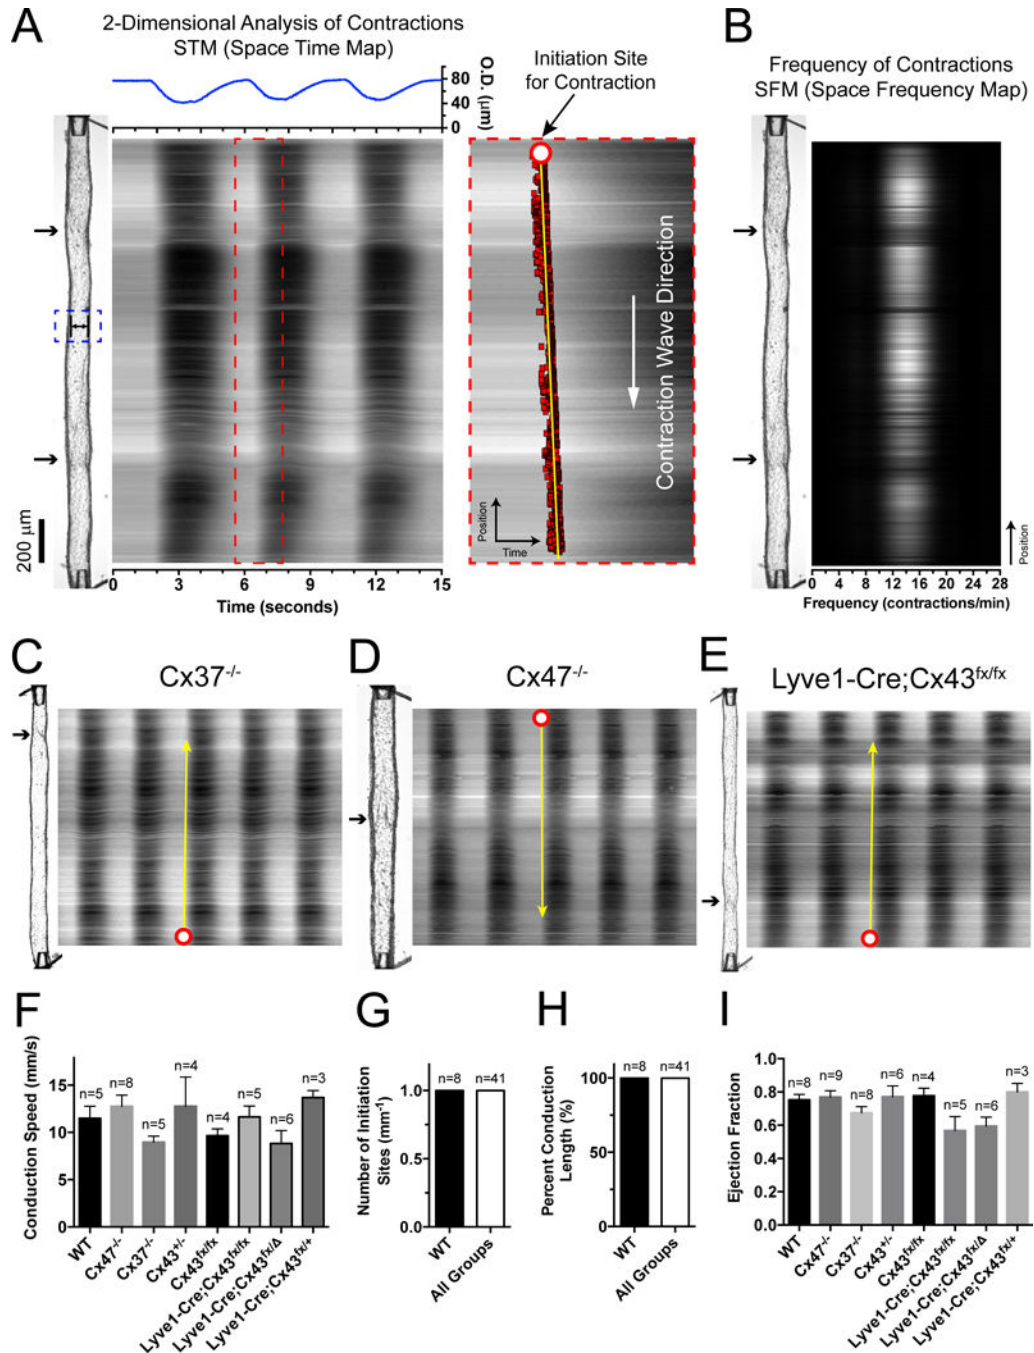 A
2-Dimensional Analysis of Contractions
STM (Space Time Map)
O.D. (μm)
80
40
0
Initiation Site
for Contraction
Contraction Wave Direction
Position
Time
200 μm
0 3 6 9 12 15
Time (seconds)
B
Frequency of Contractions
SFM (Space Frequency Map)
Position
0 4 8 12 16 20 24 28
Frequency (contractions/min)
C
Cx37-/-
D
Cx47-/-
E
Lyve1-Cre;Cx43fx/fx
F
Conduction Speed (mm/s)
15
10
5
0
n=5
n=8
n=5
n=4
n=4
n=5
n=6
n=3
WT
Cx47-/-
Cx37-/-
Cx43+/-
Cx43fx/fx
Lyve1-Cre;Cx43fx/fx
Lyve1-Cre;Cx43fx/Δ
Lyve1-Cre;Cx43fx/+
G
Number of Initiation
Sites (mm-1)
1.0
0.5
0.0
n=8
n=41
WT
All Groups
H
Percent Conduction
Length (%)
100
50
0
n=8
n=41
WT
All Groups
I
Ejection Fraction
1.0
0.8
0.6
0.4
0.2
0.0
n=8
n=9
n=8
n=6
n=4
n=5
n=6
n=3
WT
Cx47-/-
Cx37-/-
Cx43+/-
Cx43fx/fx
Lyve1-Cre;Cx43fx/fx
Lyve1-Cre;Cx43fx/Δ
Lyve1-Cre;Cx43fx/+